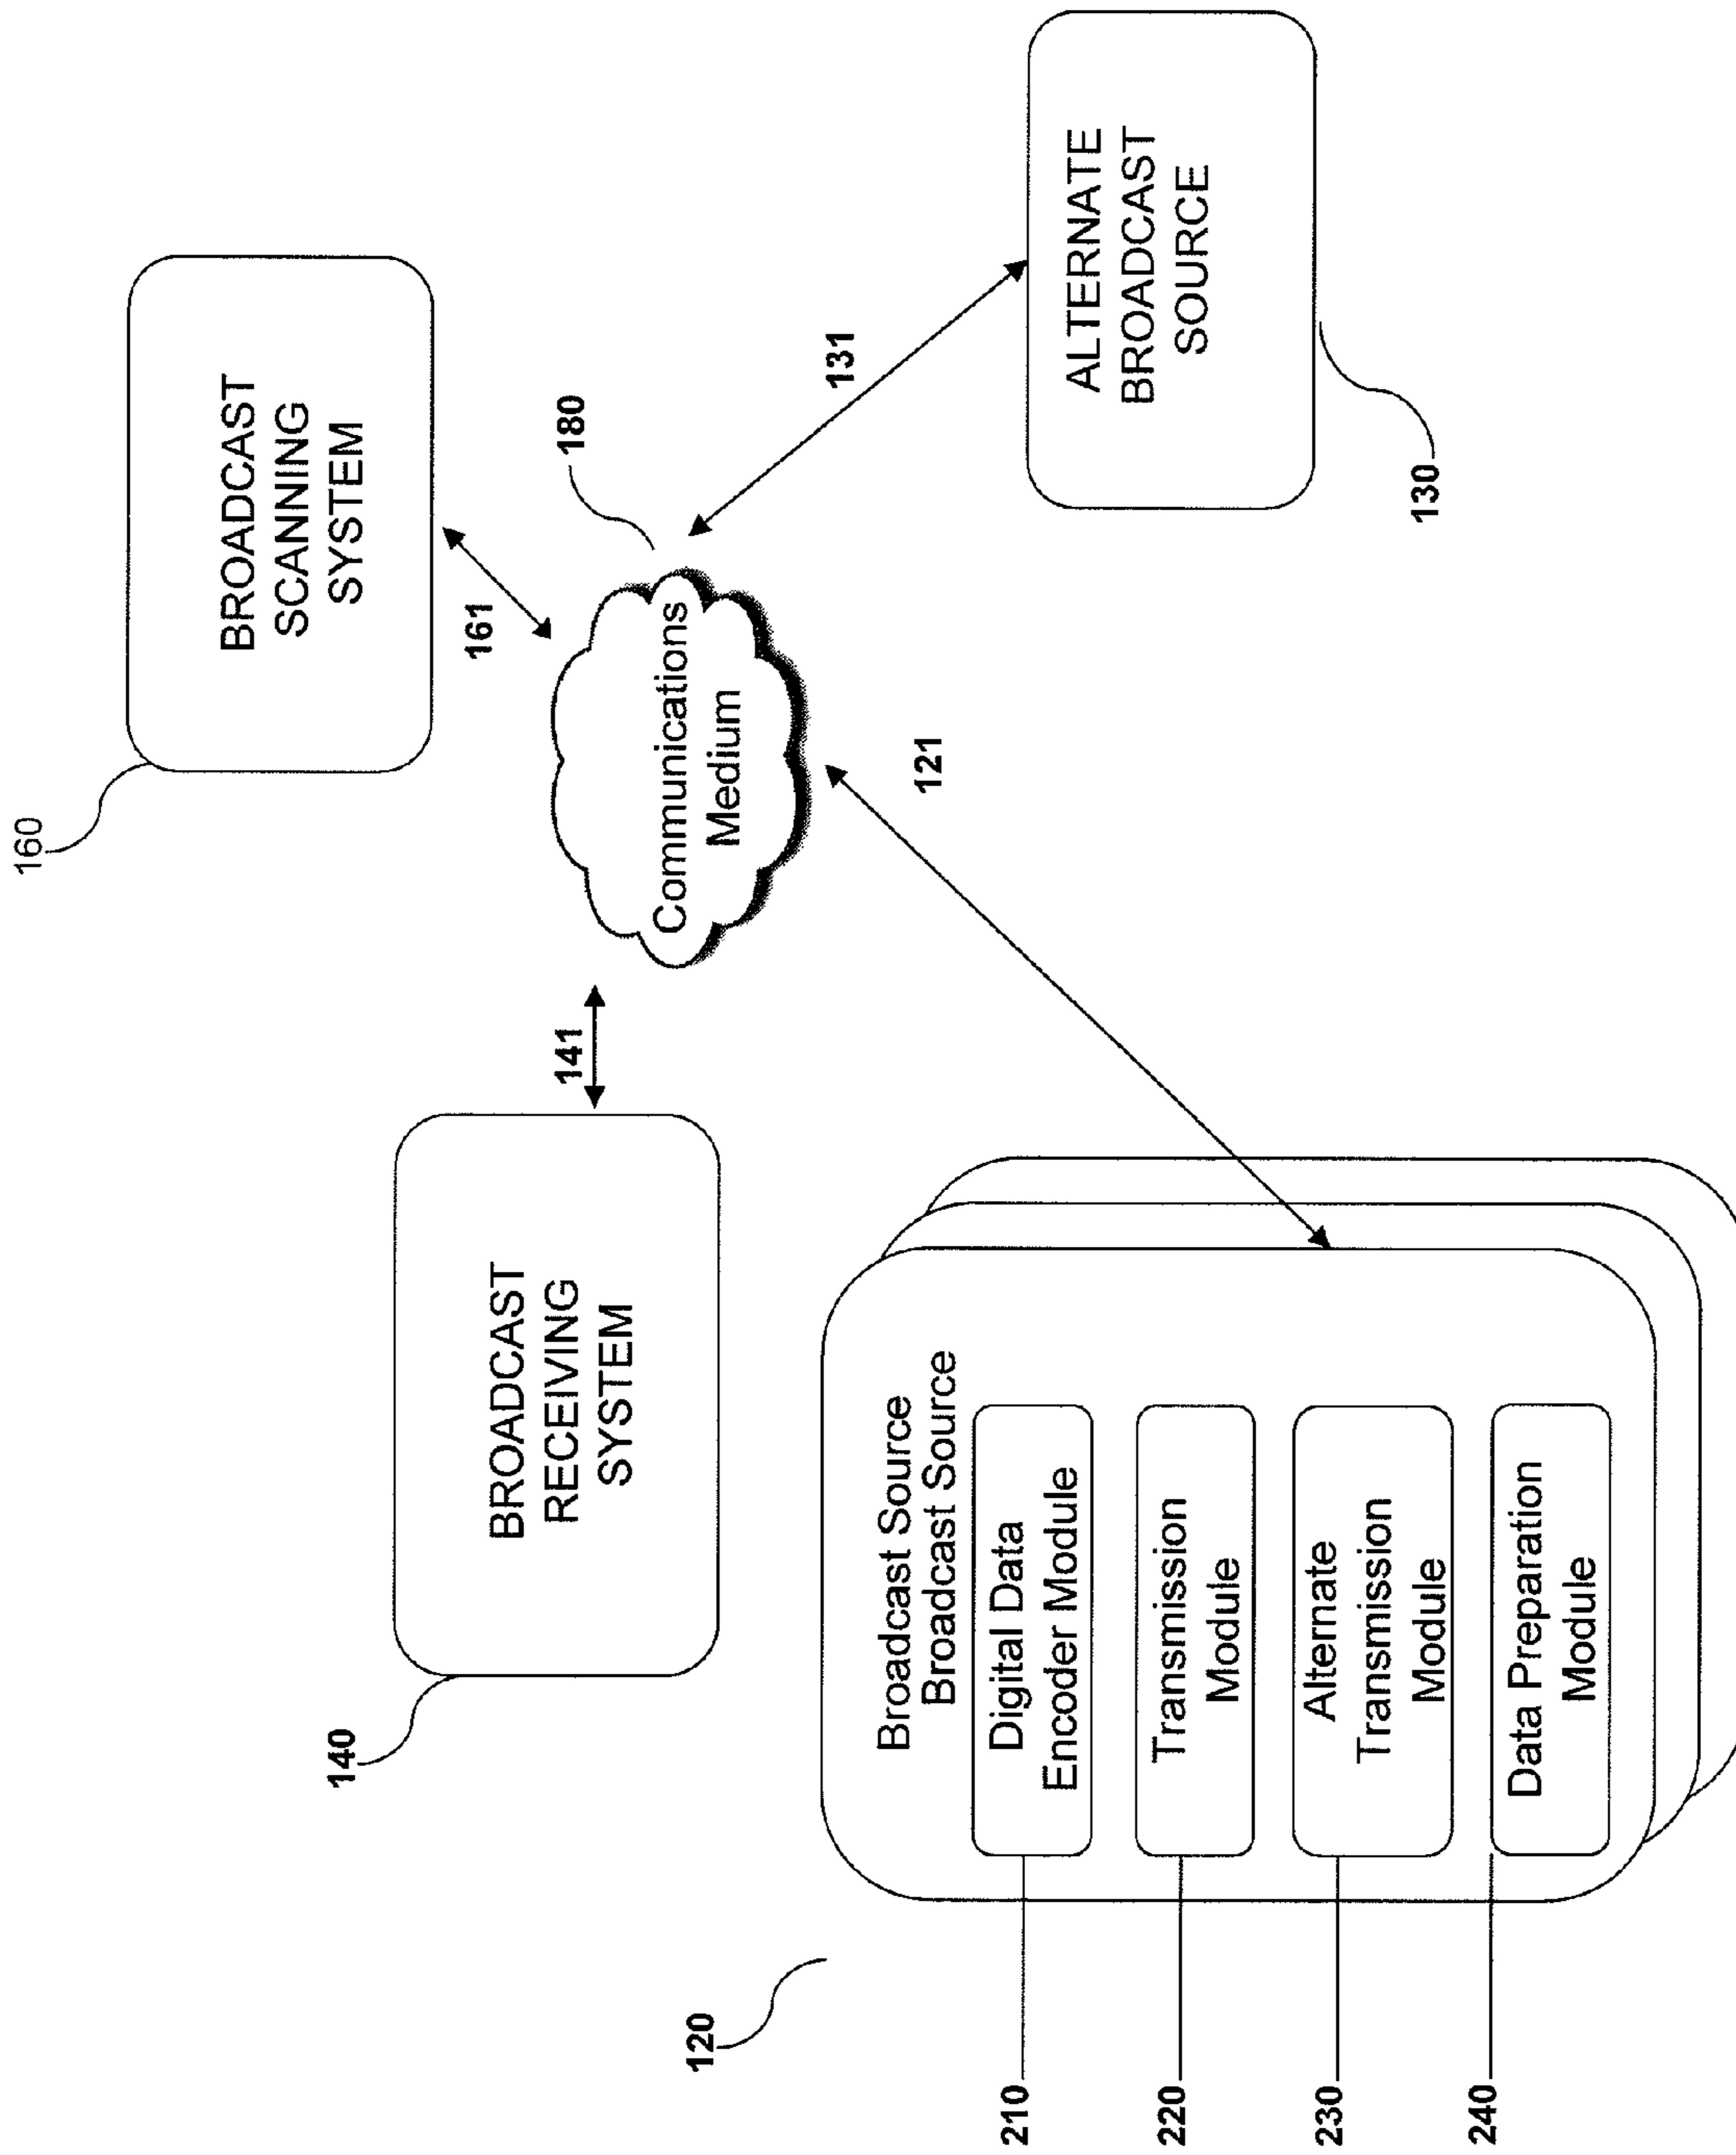 160
BROADCAST
SCANNING
SYSTEM
161
140
BROADCAST
RECEIVING
SYSTEM
141
180
Communications
Medium
131
121
ALTERNATE
BROADCAST
SOURCE
130
120
Broadcast Source
Broadcast Source
210
Digital Data
Encoder Module
220
Transmission
Module
230
Alternate
Transmission
Module
240
Data Preparation
Module